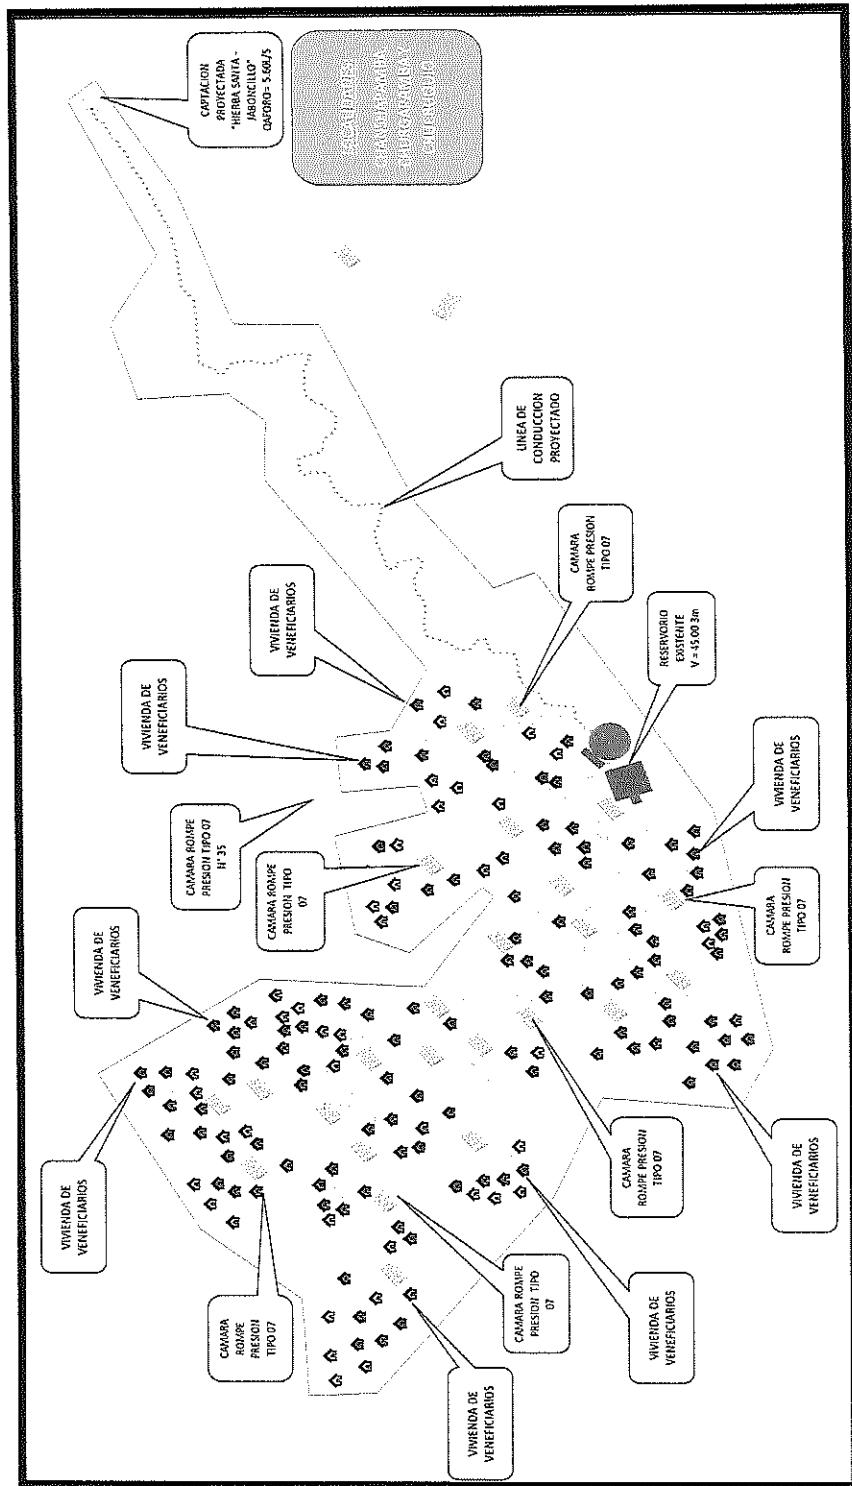 VIVIENDA DE
VENEFICIARIOS
VIVIENDA DE
VENEFICIARIOS
VIVIENDA DE
VENEFICIARIOS
CAMARA ROMPE
PRESION TIPO 07
N° 35
CAPTACION
PROYECTADA
"HIERBA SANTA -
JABONCILLO"
QAFORO= 5.60L/S
CAMARA
ROMPE
PRESION
TIPO 07
CAMARA ROMPE
PRESION TIPO
07
VIVIENDA DE
VENEFICIARIOS
VIVIENDA DE
VENEFICIARIOS
CAMARA ROMPE
PRESION TIPO
07
LINEA DE
CONDUCCION
PROYECTADO
CAMARA
ROMPE PRESION
TIPO 07
VIVIENDA DE
VENEFICIARIOS
CAMARA
ROMPE PRESION
TIPO 07
RESERVORIO
EXISTENTE
V = 45.00 3m
VIVIENDA DE
VENEFICIARIOS
CAMARA
ROMPE PRESION
TIPO 07
VIVIENDA DE
VENEFICIARIOS